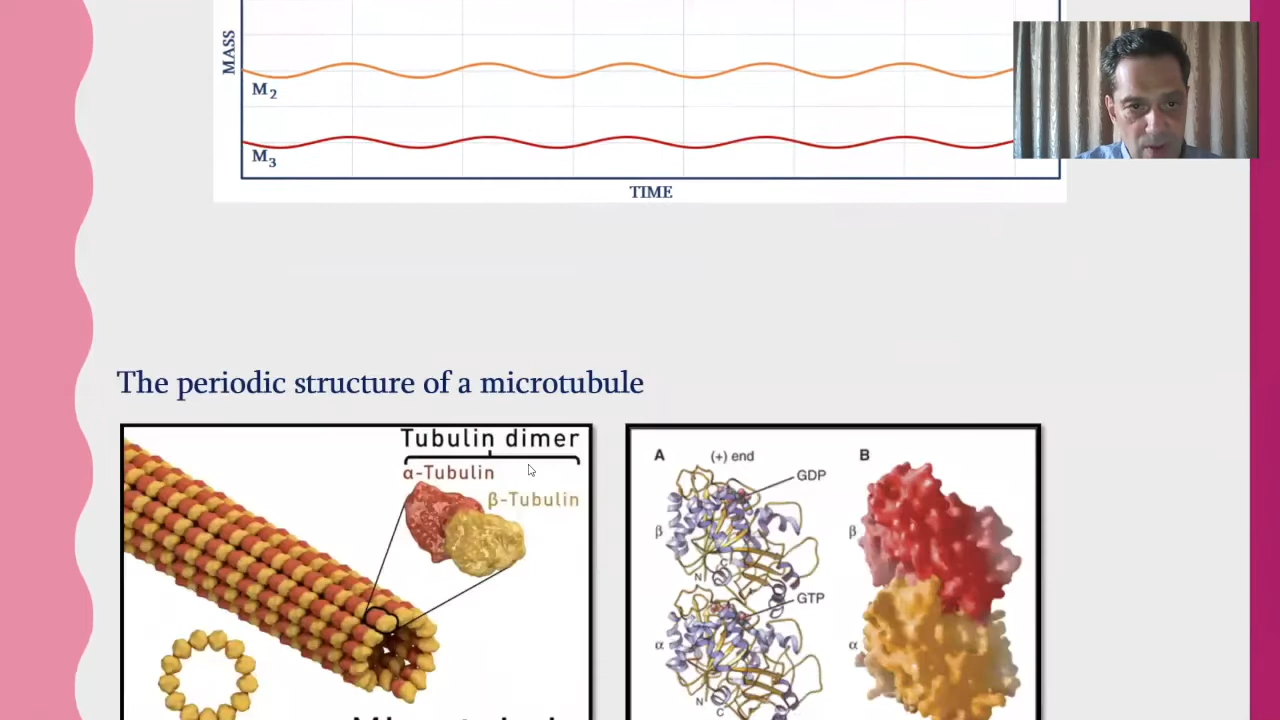 MASS
M2
M3
TIME
The periodic structure of a microtubule
Tubulin dimer
α-Tubulin
β-Tubulin
A
(+) end
GDP
β
N
C
GTP
α
N
C
B
β
α